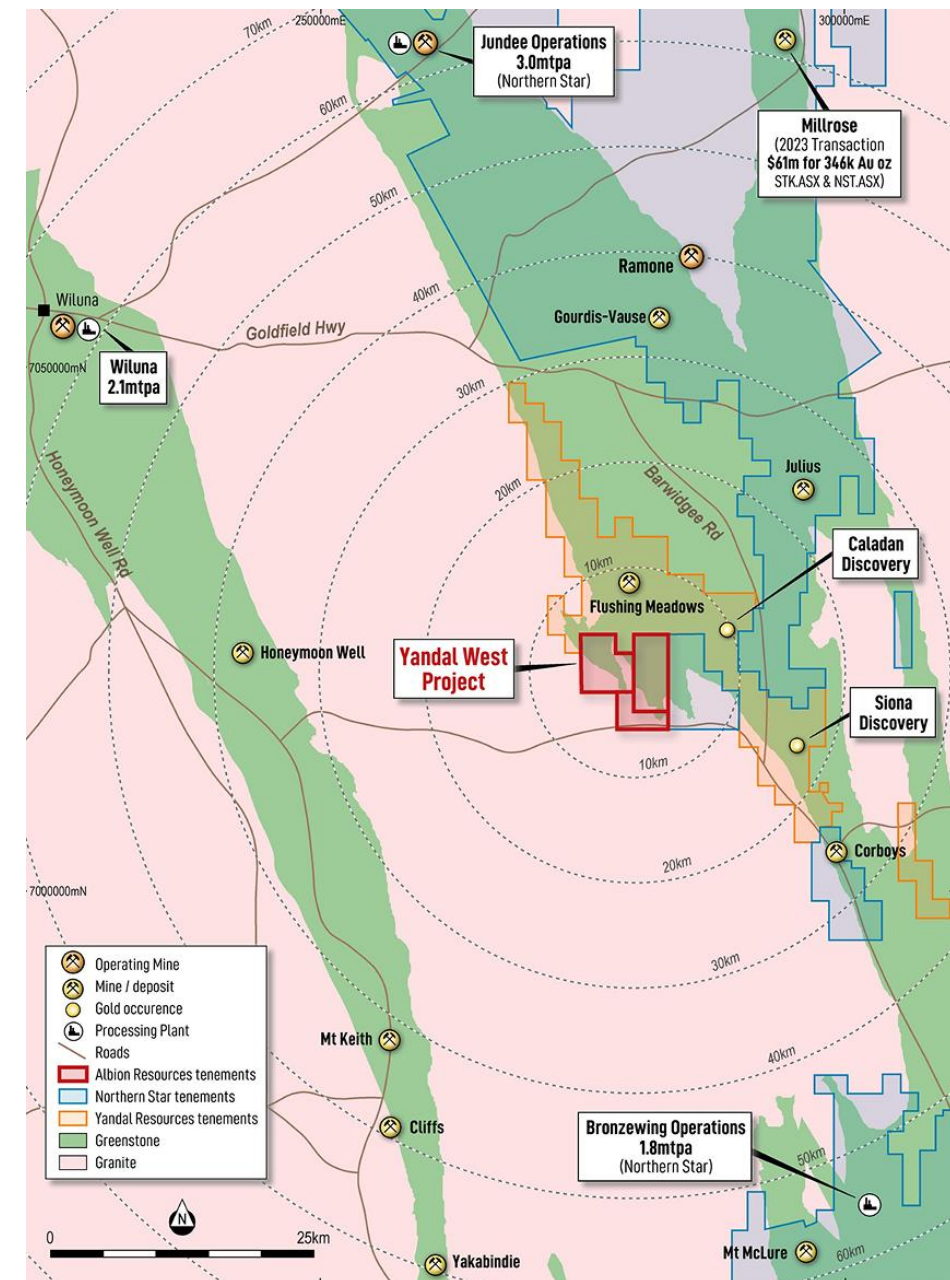 250000mE
300000mE
70km
Jundee Operations
3.0mtpa
(Northern Star)
60km
Millrose
(2023 Transaction
$61m for 346k Au oz
STK.ASX & NST.ASX)
50km
Ramone
40km
Wiluna
Gourdis-Vause
Goldfield Hwy
7050000mN
Wiluna
2.1mtpa
30km
Honeymoon Well Rd
20km
Barwidgee Rd
Julius
Caladan
Discovery
10km
Flushing Meadows
Honeymoon Well
Yandal West
Project
Siona
Discovery
10km
20km
Corboys
7000000mN
30km
Operating Mine
Mine / deposit
Gold occurence
Processing Plant
Roads
Albion Resources tenements
Northern Star tenements
Yandal Resources tenements
Greenstone
Granite
Mt Keith
40km
Cliffs
Bronzewing Operations
1.8mtpa
(Northern Star)
50km
N
0
25km
Yakabindie
Mt McLure
60km